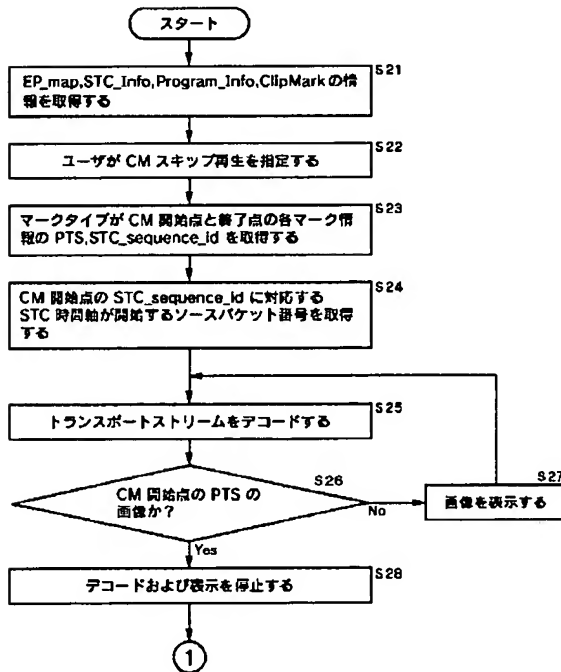 スタート
S21
EP_map,STC_Info,Program_Info,ClipMarkの情
報を取得する
S22
ユーザが CM スキップ再生を指定する
S23
マークタイプが CM 開始点と終了点の各マーク情
報の PTS,STC_sequence_id を取得する
S24
CM 開始点の STC_sequence_id に対応する
STC 時間軸が開始するソースパケット番号を取得
する
S25
トランスポートストリームをデコードする
S26
CM 開始点の PTS の
画像か?
No
S27
画像を表示する
Yes
S28
デコードおよび表示を停止する
1